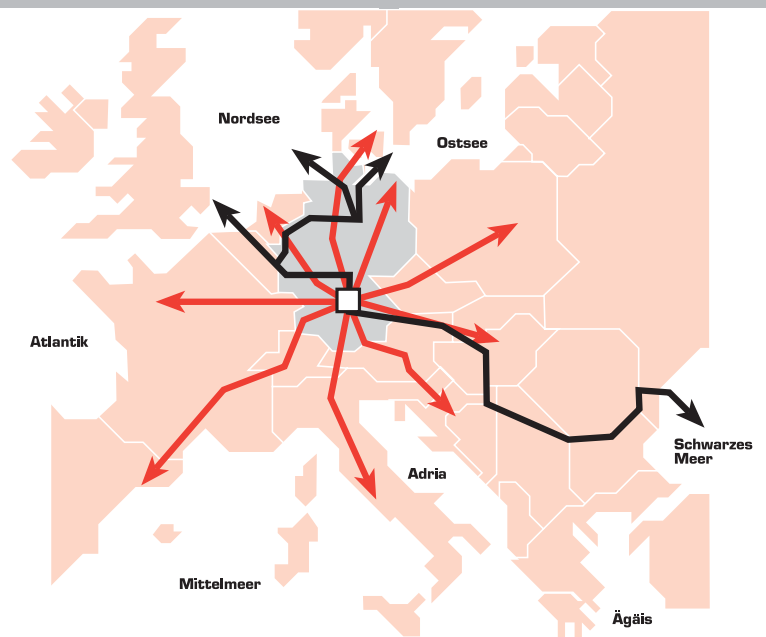 Nordsee
Ostsee
Atlantik
Schwarzes
Meer
Adria
Mittelmeer
Ägäis